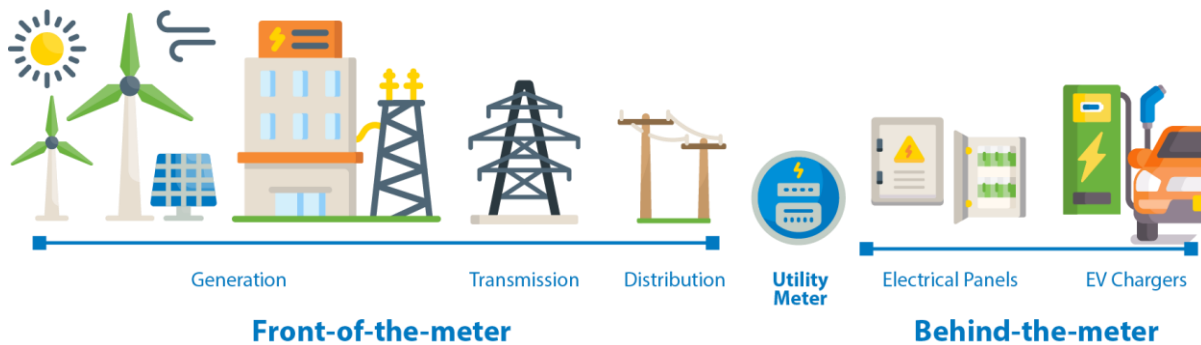 Generation
Transmission
Distribution
Utility
Meter
Electrical Panels
EV Chargers
Front-of-the-meter
Behind-the-meter